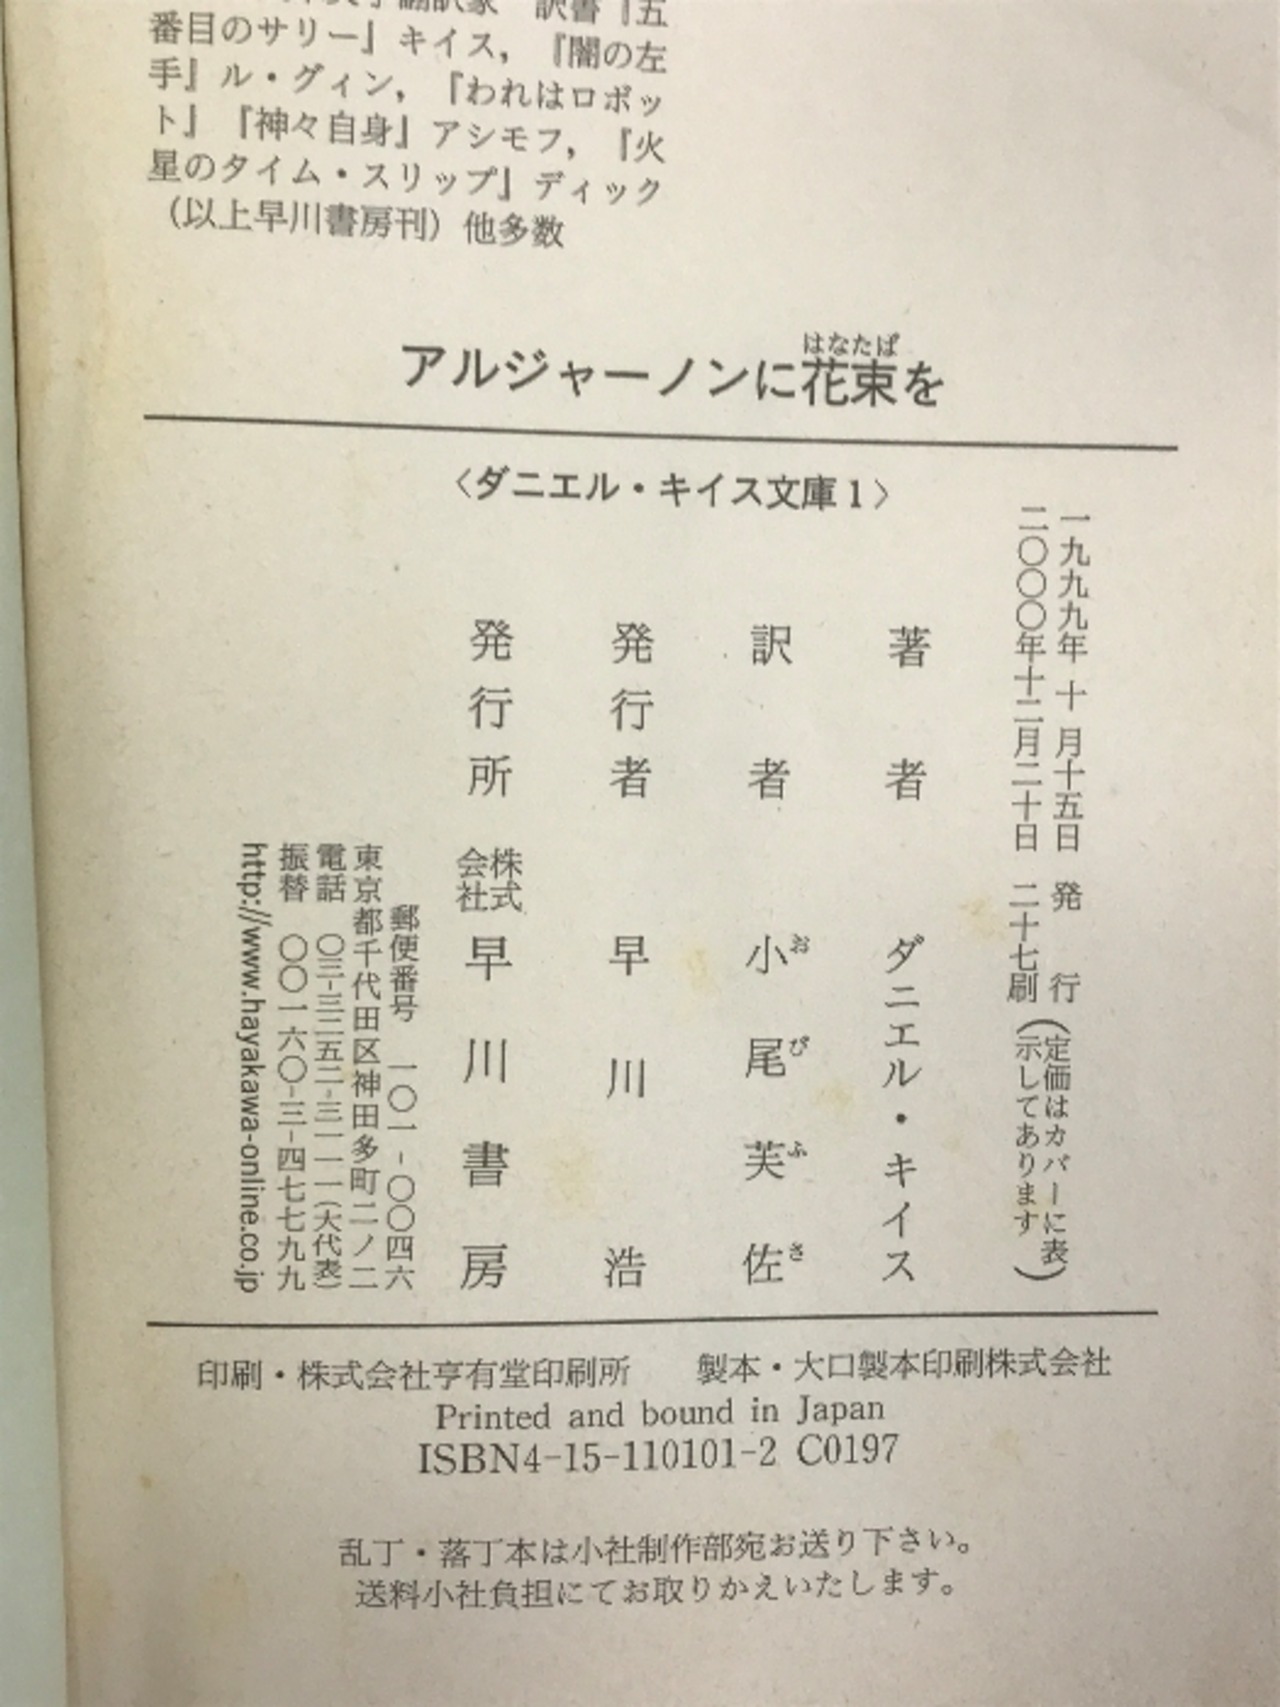 翻訳家　訳書『五
番目のサリー』キイス，『闇の左
手』ル・グィン，『われはロボッ
ト』『神々自身』アシモフ，『火
星のタイム・スリップ』ディック
（以上早川書房刊）他多数
はなたば
アルジャーノンに花束を
〈ダニエル・キイス文庫1〉
一九九九年十月十五日　発行
二〇〇〇年十二月二十日　二十七刷
（定価はカバーに表
示してあります）
著者　ダニエル・キイス
訳者　小尾芙佐
お　び　ふ　さ
発行者　早川　浩
発行所　株式会社早川書房
郵便番号　一〇一-〇〇四六
東京都千代田区神田多町二ノ二
電話　〇三-三二五二-三一一一（大代表）
振替　〇〇一六〇-三-四七七九九
http://www.hayakawa-online.co.jp
印刷・株式会社亨有堂印刷所　製本・大口製本印刷株式会社
Printed and bound in Japan
ISBN4-15-110101-2 C0197
乱丁・落丁本は小社制作部宛お送り下さい。
送料小社負担にてお取りかえいたします。